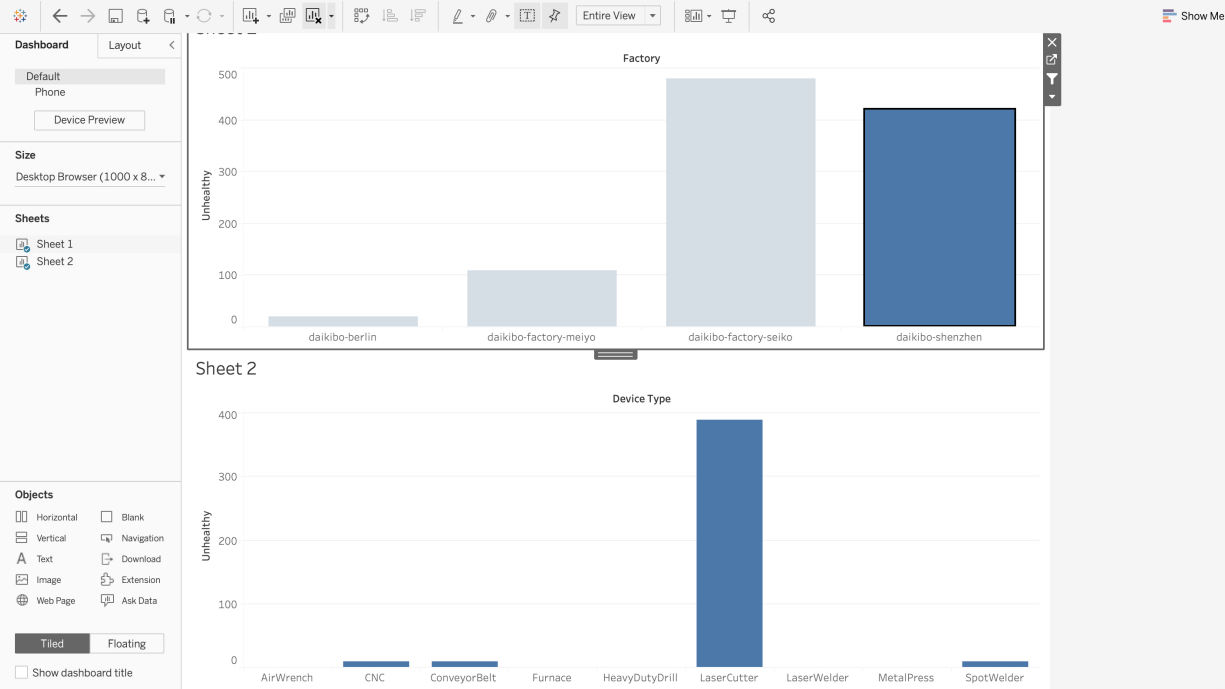 Entire View
Show Me
Dashboard
Layout
Default
Phone
Device Preview
Size
Desktop Browser (1000 x 8...
Sheets
Sheet 1
Sheet 2
Objects
Horizontal
Blank
Vertical
Navigation
A Text
Download
Image
Extension
Web Page
Ask Data
Tiled
Floating
Show dashboard title
Sheet 2
Factory
Unhealthy
500
400
300
200
100
0
daikibo-berlin
daikibo-factory-meiyo
daikibo-factory-seiko
daikibo-shenzhen
Sheet 2
Device Type
Unhealthy
400
300
200
100
0
AirWrench
CNC
ConveyorBelt
Furnace
HeavyDutyDrill
LaserCutter
LaserWelder
MetalPress
SpotWelder